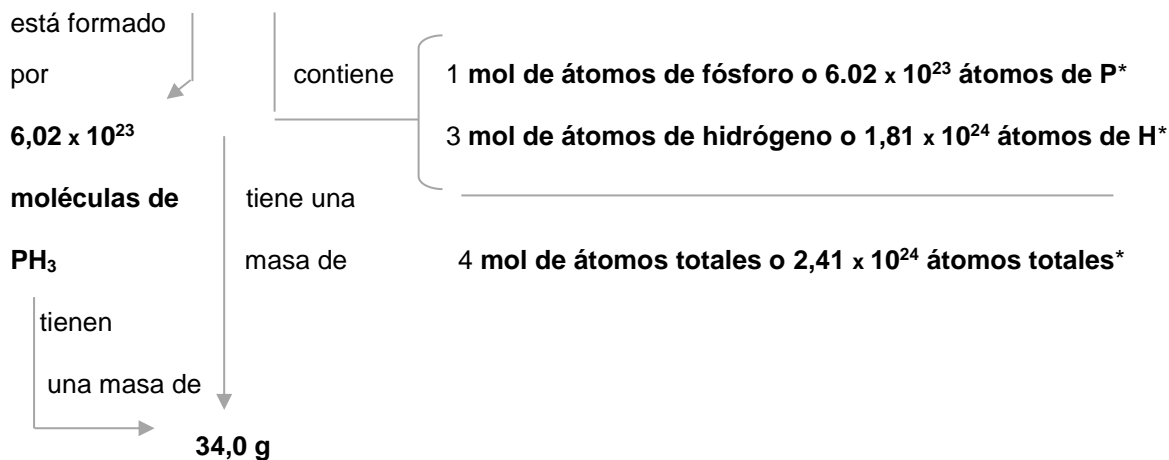 está formado
por contiene 1 mol de átomos de fósforo o 6.02 x 10²³ átomos de P*
6,02 x 10²³ 3 mol de átomos de hidrógeno o 1,81 x 10²⁴ átomos de H*
moléculas de tiene una
PH₃ masa de 4 mol de átomos totales o 2,41 x 10²⁴ átomos totales*
tienen
una masa de
34,0 g